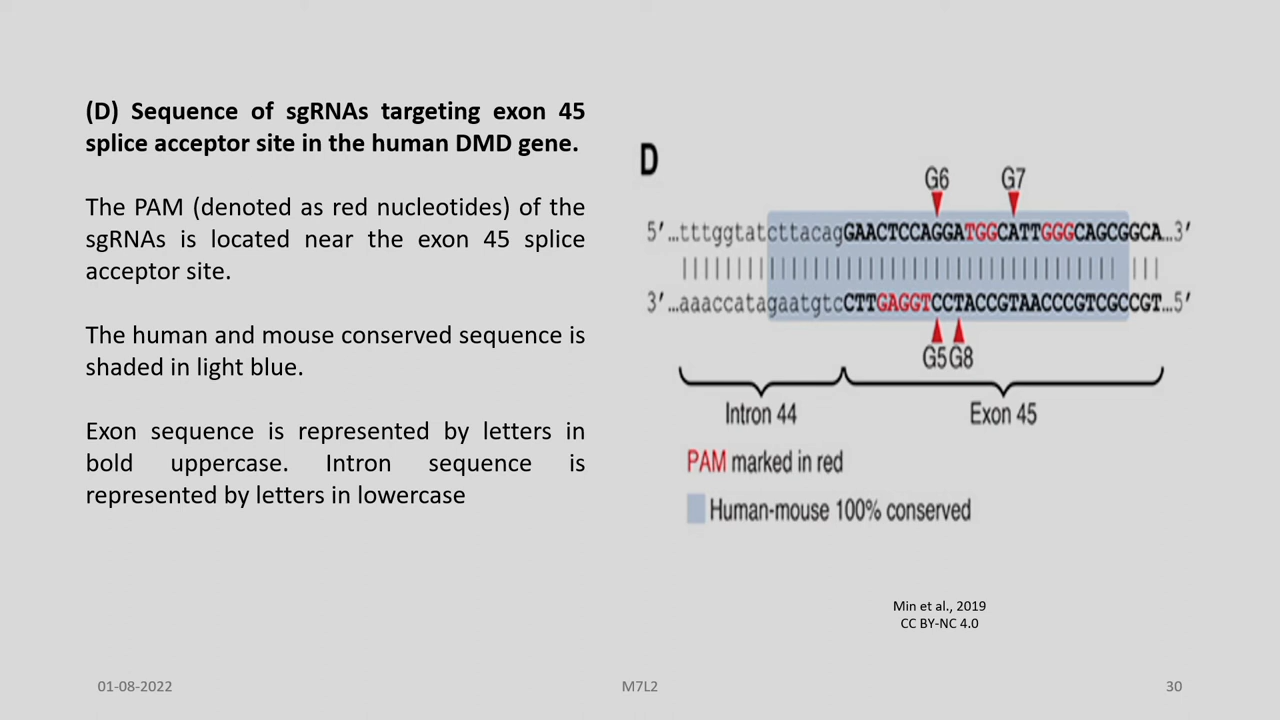 (D) Sequence of sgRNAs targeting exon 45
splice acceptor site in the human DMD gene.
The PAM (denoted as red nucleotides) of the
sgRNAs is located near the exon 45 splice
acceptor site.
The human and mouse conserved sequence is
shaded in light blue.
Exon sequence is represented by letters in
bold uppercase. Intron sequence is
represented by letters in lowercase
D
G6 G7
5′...tttggtatcttacagGAACTCCAGGATGGCATTGGGCAGCGGCA...3′
3′...aaaccatagaatgtcCTTGAGGTCCTACCGTAACCCGTCGCCGT...5′
G5 G8
Intron 44 Exon 45
PAM marked in red
Human-mouse 100% conserved
Min et al., 2019
CC BY-NC 4.0
01-08-2022 M7L2 30